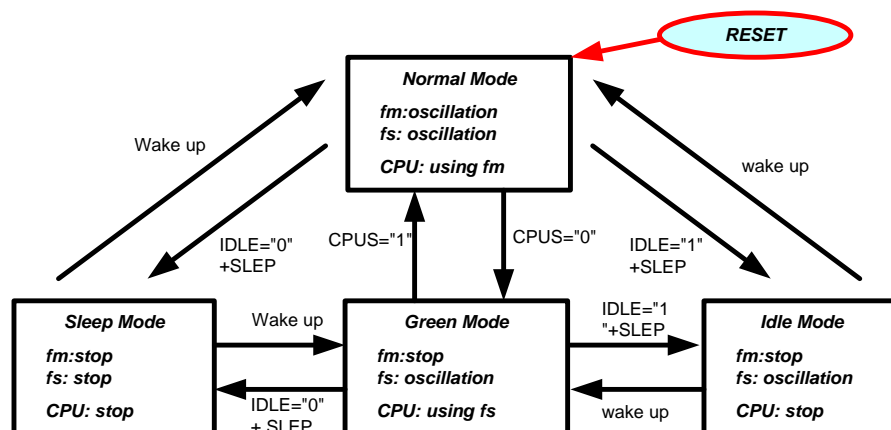 RESET
Normal Mode
fm:oscillation
fs: oscillation
CPU: using fm
Wake up
wake up
IDLE="0"
+SLEP
CPUS="1"
CPUS="0"
IDLE="1"
+SLEP
Sleep Mode
fm:stop
fs: stop
CPU: stop
Wake up
IDLE="0"
+ SLEP
Green Mode
fm:stop
fs: oscillation
CPU: using fs
IDLE="1
"+SLEP
wake up
Idle Mode
fm:stop
fs: oscillation
CPU: stop